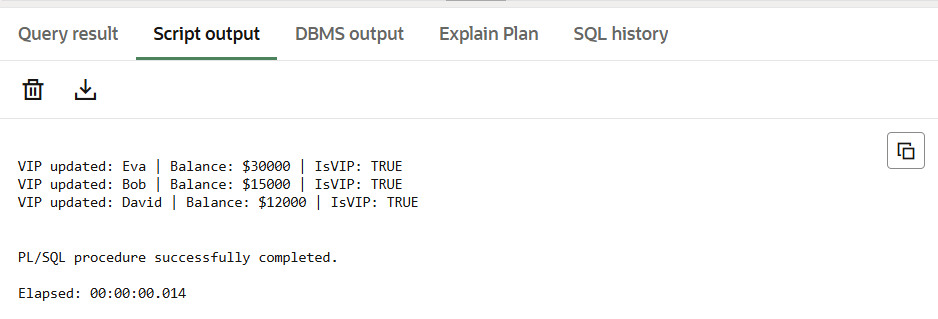 Query result Script output DBMS output Explain Plan SQL history
VIP updated: Eva | Balance: $30000 | IsVIP: TRUE
VIP updated: Bob | Balance: $15000 | IsVIP: TRUE
VIP updated: David | Balance: $12000 | IsVIP: TRUE
PL/SQL procedure successfully completed.
Elapsed: 00:00:00.014